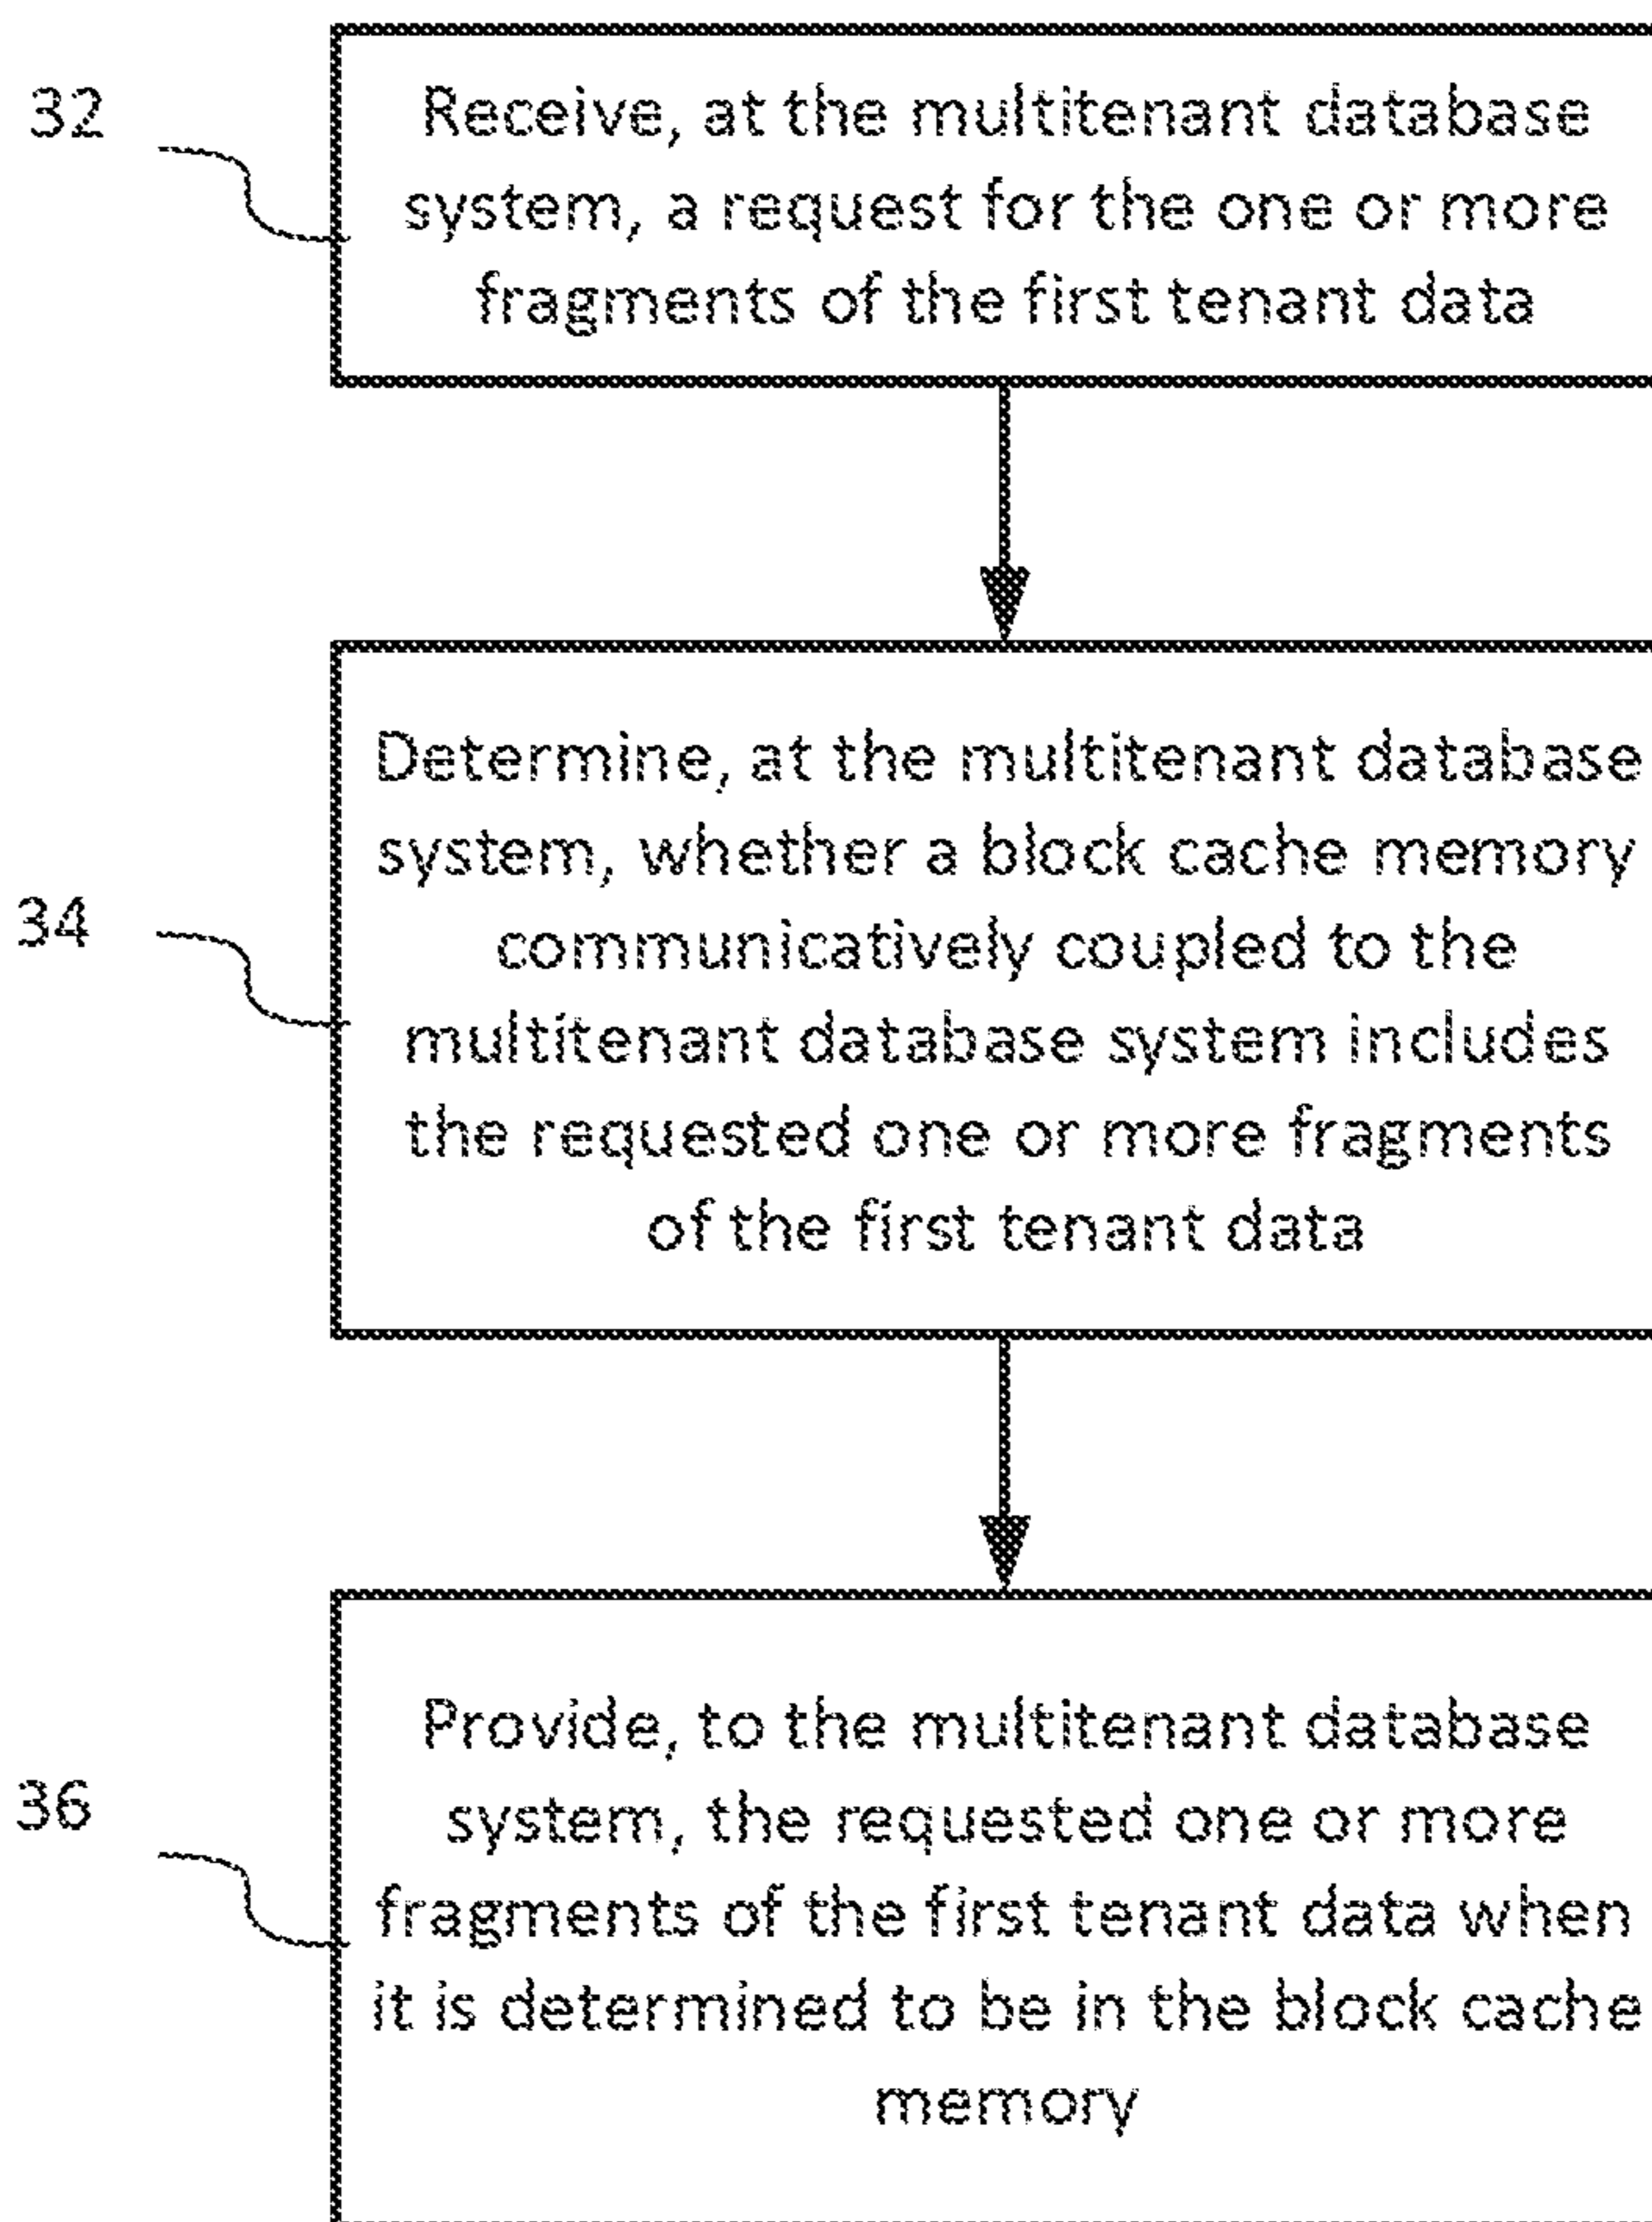 32
Receive, at the multitenant database
system, a request for the one or more
fragments of the first tenant data
34
Determine, at the multitenant database
system, whether a block cache memory
communicatively coupled to the
multitenant database system includes
the requested one or more fragments
of the first tenant data
36
Provide, to the multitenant database
system, the requested one or more
fragments of the first tenant data when
it is determined to be in the block cache
memory